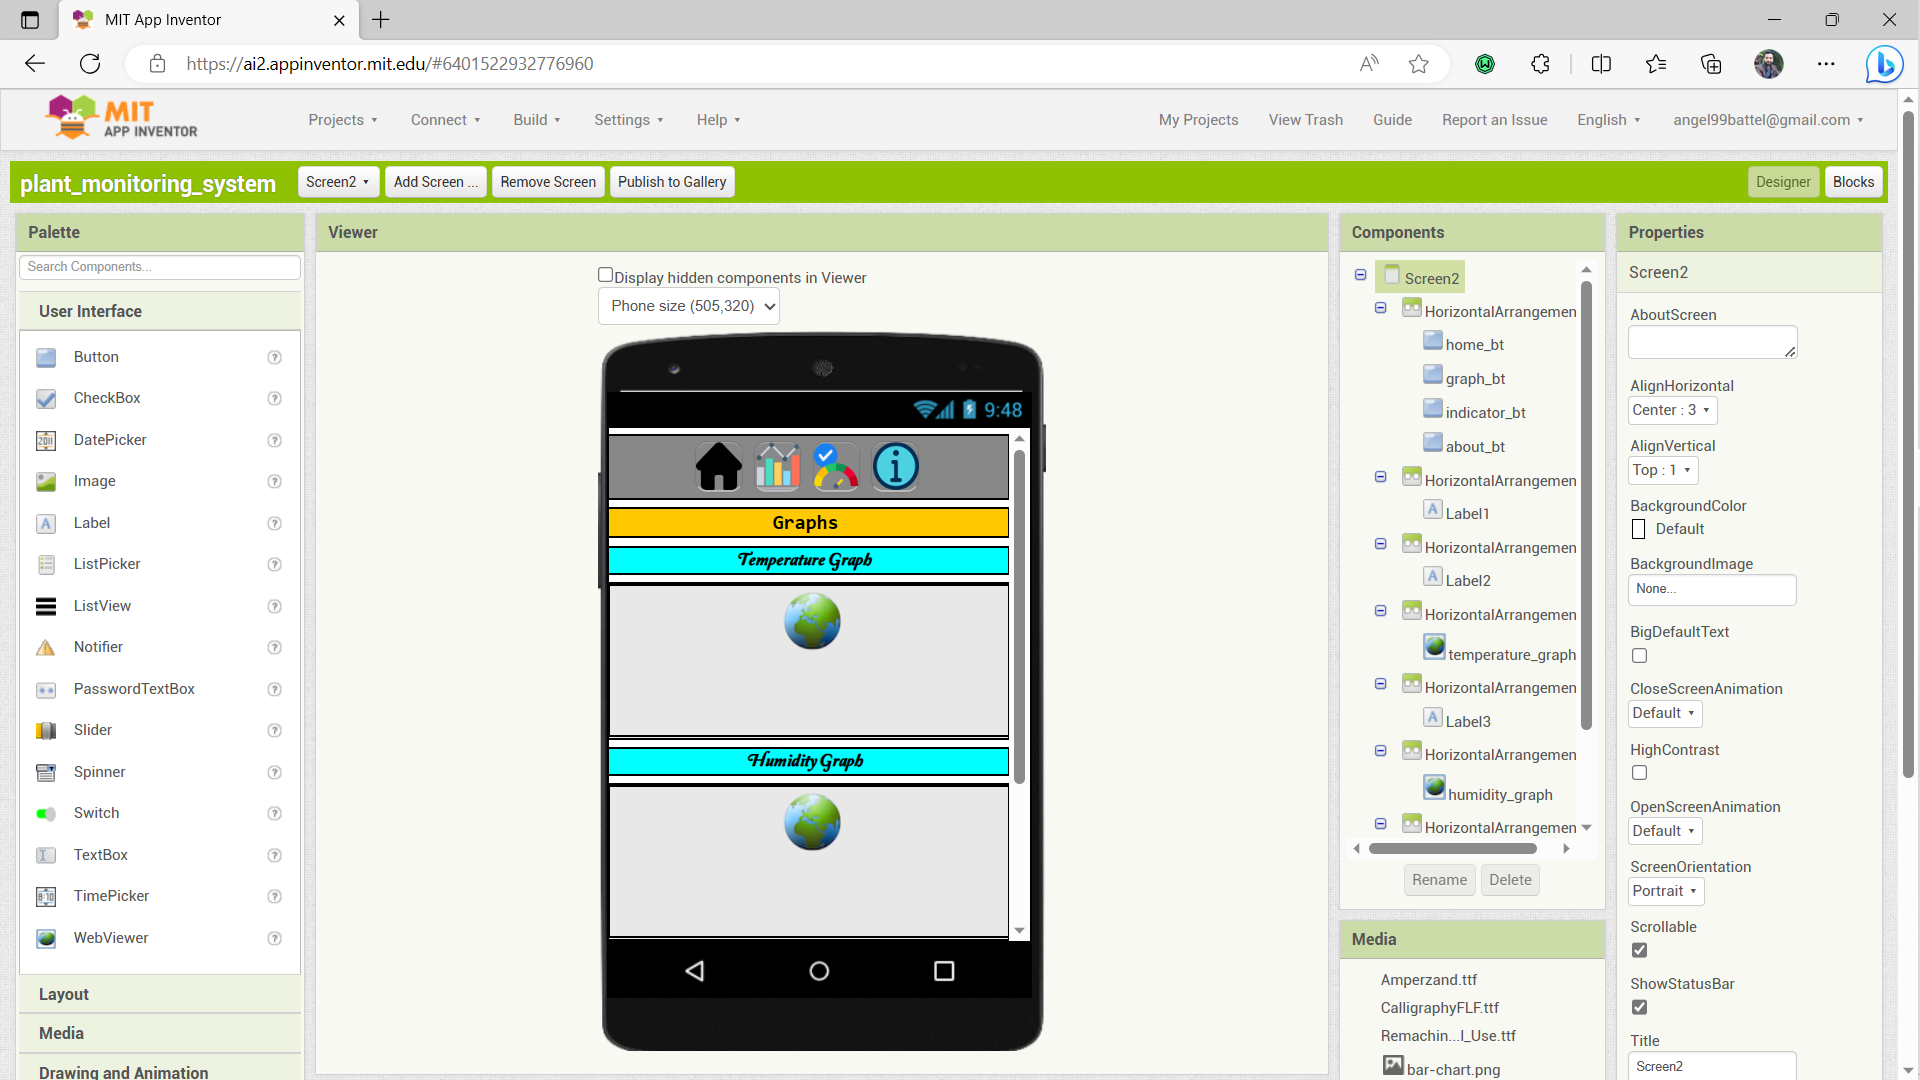 MIT App Inventor
https://ai2.appinventor.mit.edu/#6401522932776960
MIT
APP INVENTOR
Projects
Connect
Build
Settings
Help
My Projects
View Trash
Guide
Report an Issue
English
angel99battel@gmail.com
plant_monitoring_system
Screen2
Add Screen ...
Remove Screen
Publish to Gallery
Designer
Blocks
Palette
Search Components...
User Interface
Button
CheckBox
DatePicker
Image
Label
ListPicker
ListView
Notifier
PasswordTextBox
Slider
Spinner
Switch
TextBox
TimePicker
WebViewer
Layout
Media
Drawing and Animation
Viewer
Display hidden components in Viewer
Phone size (505,320)
9:48
Graphs
Temperature Graph
Humidity Graph
Components
Screen2
HorizontalArrangemen
home_bt
graph_bt
indicator_bt
about_bt
HorizontalArrangemen
Label1
HorizontalArrangemen
Label2
HorizontalArrangemen
temperature_graph
HorizontalArrangemen
Label3
HorizontalArrangemen
humidity_graph
HorizontalArrangemen
Rename
Delete
Media
Amperzand.ttf
CalligraphyFLF.ttf
Remachin...l_Use.ttf
bar-chart.png
Properties
Screen2
AboutScreen
AlignHorizontal
Center : 3
AlignVertical
Top : 1
BackgroundColor
Default
BackgroundImage
None...
BigDefaultText
CloseScreenAnimation
Default
HighContrast
OpenScreenAnimation
Default
ScreenOrientation
Portrait
Scrollable
ShowStatusBar
Title
Screen2